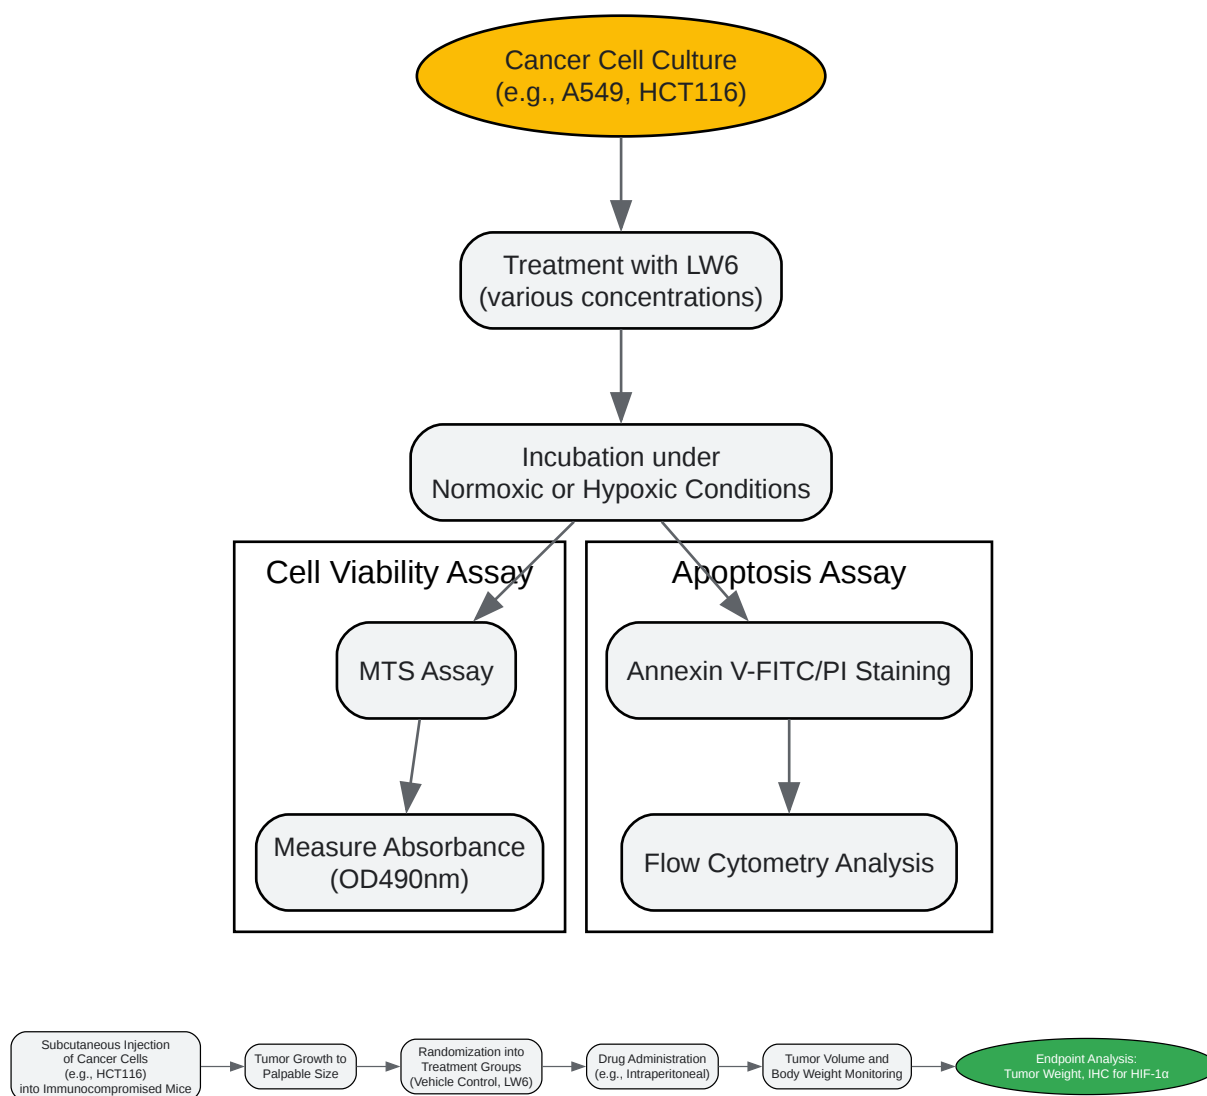 Cancer Cell Culture
(e.g., A549, HCT116)
Treatment with LW6
(various concentrations)
Incubation under
Normoxic or Hypoxic Conditions
Cell Viability Assay
MTS Assay
Measure Absorbance
(OD490nm)
Apoptosis Assay
Annexin V-FITC/PI Staining
Flow Cytometry Analysis
Subcutaneous Injection
of Cancer Cells
(e.g., HCT116)
into Immunocompromised Mice
Tumor Growth to
Palpable Size
Randomization into
Treatment Groups
(Vehicle Control, LW6)
Drug Administration
(e.g., Intraperitoneal)
Tumor Volume and
Body Weight Monitoring
Endpoint Analysis:
Tumor Weight, IHC for HIF-1α